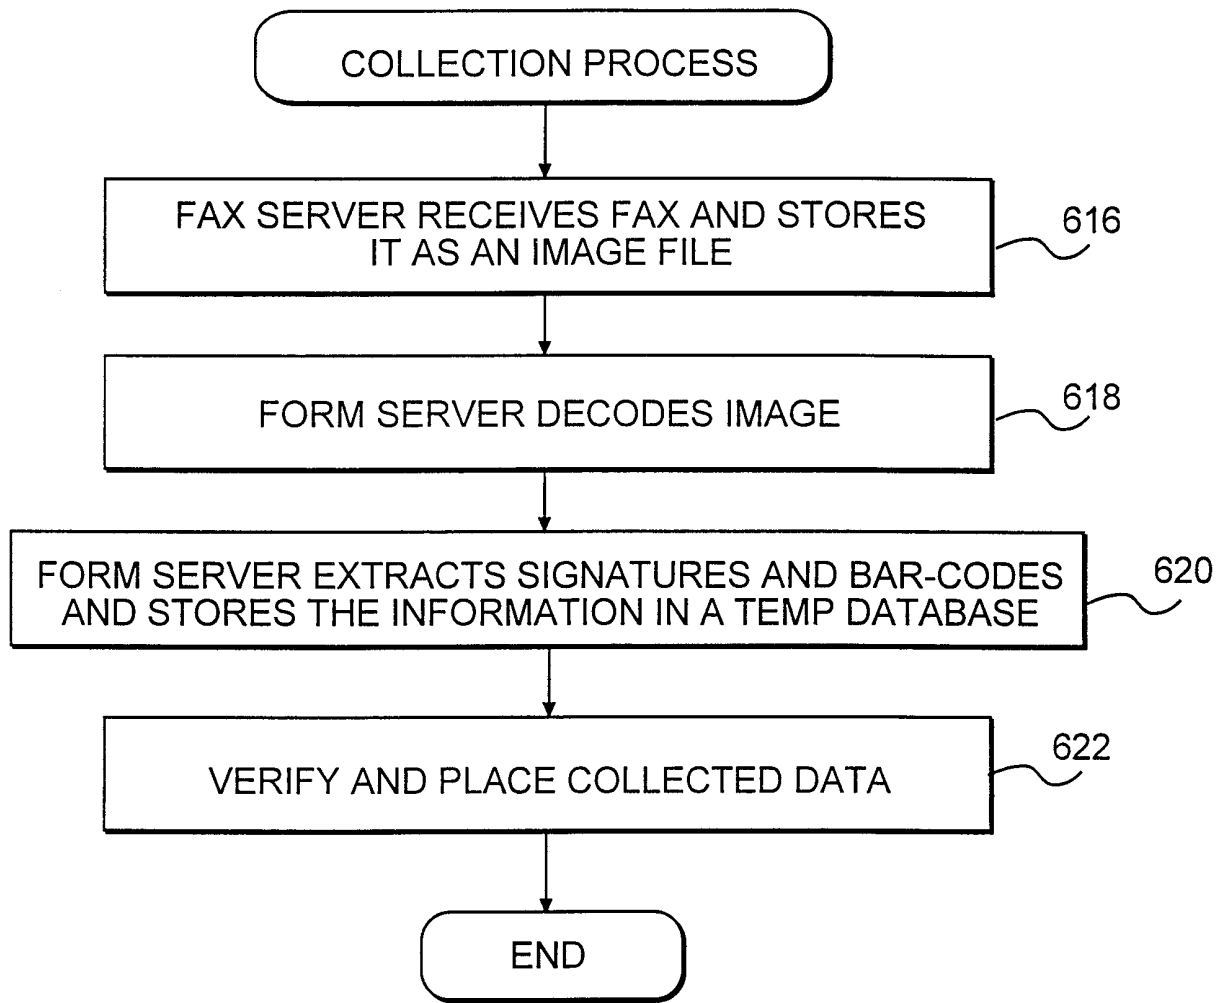 COLLECTION PROCESS
FAX SERVER RECEIVES FAX AND STORES
IT AS AN IMAGE FILE
616
FORM SERVER DECODES IMAGE
618
FORM SERVER EXTRACTS SIGNATURES AND BAR-CODES
AND STORES THE INFORMATION IN A TEMP DATABASE
620
VERIFY AND PLACE COLLECTED DATA
622
END